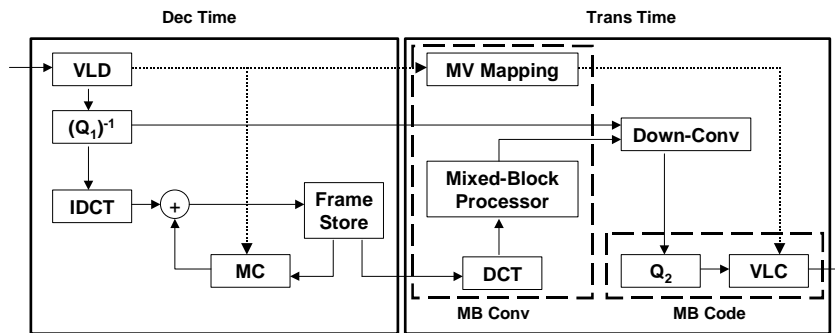 Dec Time
Trans Time
VLD
MV Mapping
(Q₁)⁻¹
Down-Conv
Mixed-Block
Processor
IDCT
+
Frame
Store
MC
DCT
Q₂
VLC
MB Conv
MB Code